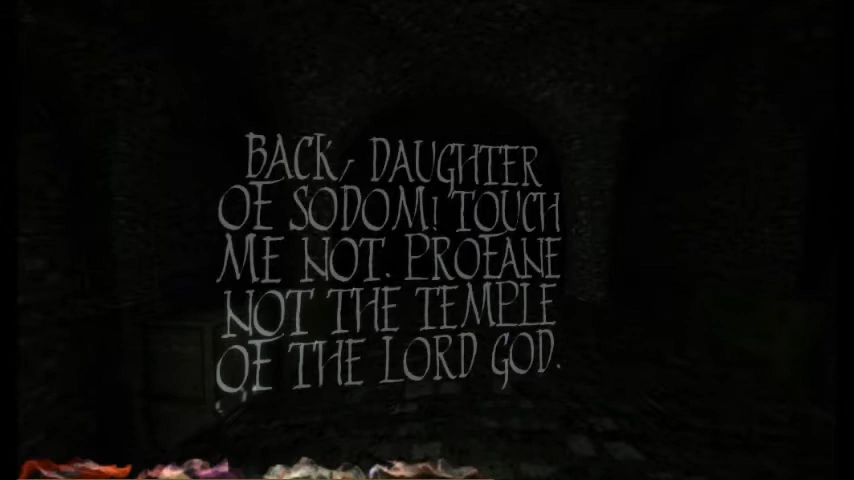 BACK, DAUGHTER
OF SODOM! TOUCH
ME NOT. PROFANE
NOT THE TEMPLE
OF THE LORD GOD.